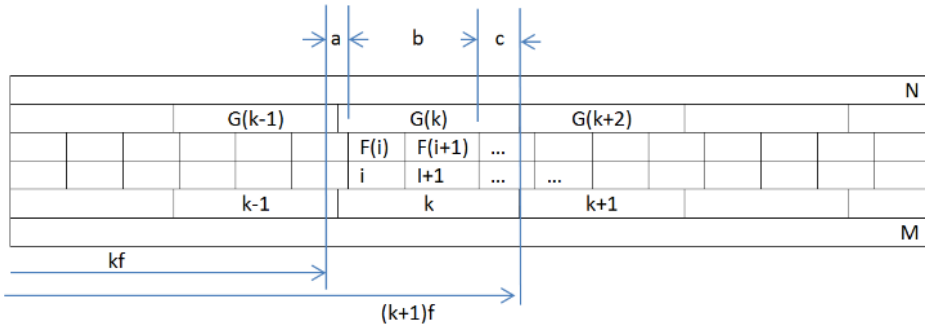 a b c
N
G(k-1) G(k) G(k+2)
F(i) F(i+1) ...
i I+1 ... ...
k-1 k k+1
M
kf
(k+1)f